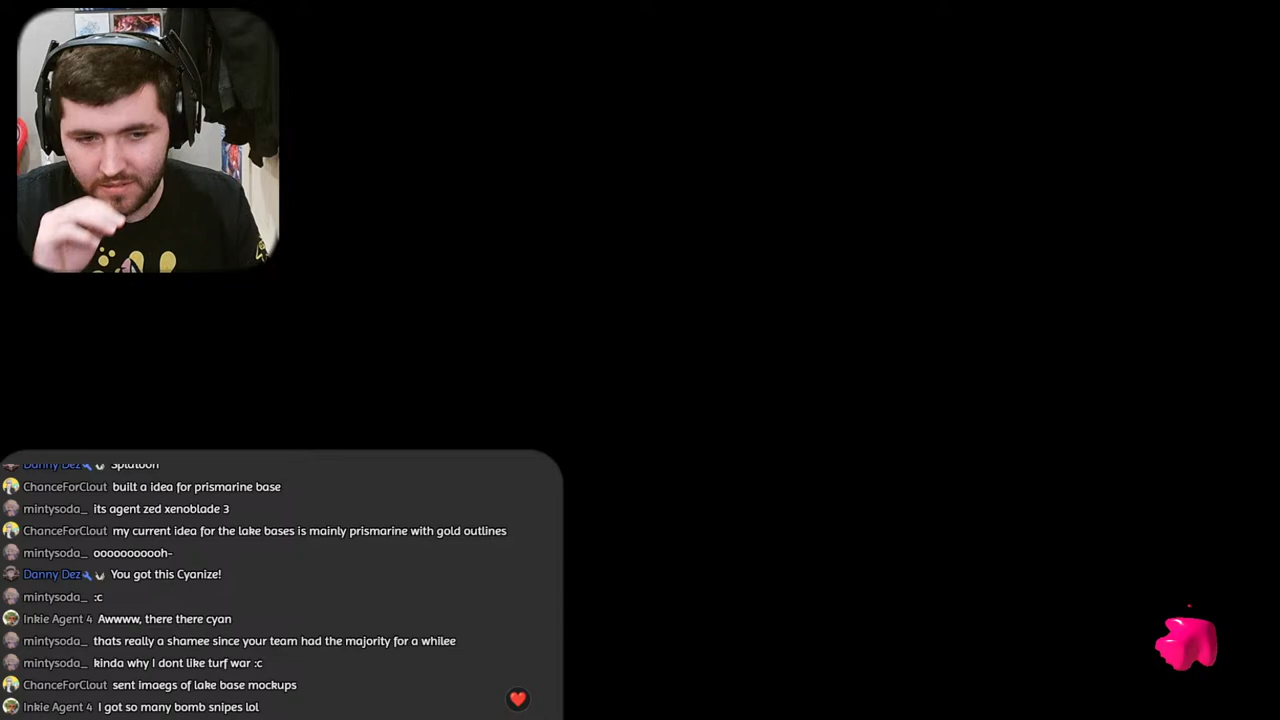 Danny Dez Splatoon
ChanceForClout built a idea for prismarine base
mintysoda_ its agent zed xenoblade 3
ChanceForClout my current idea for the lake bases is mainly prismarine with gold outlines
mintysoda_ ooooooooooh-
Danny Dez You got this Cyanize!
mintysoda_ :c
Inkie Agent 4 Awwww, there there cyan
mintysoda_ thats really a shamee since your team had the majority for a whilee
mintysoda_ kinda why I dont like turf war :c
ChanceForClout sent imaegs of lake base mockups
Inkie Agent 4 I got so many bomb snipes lol